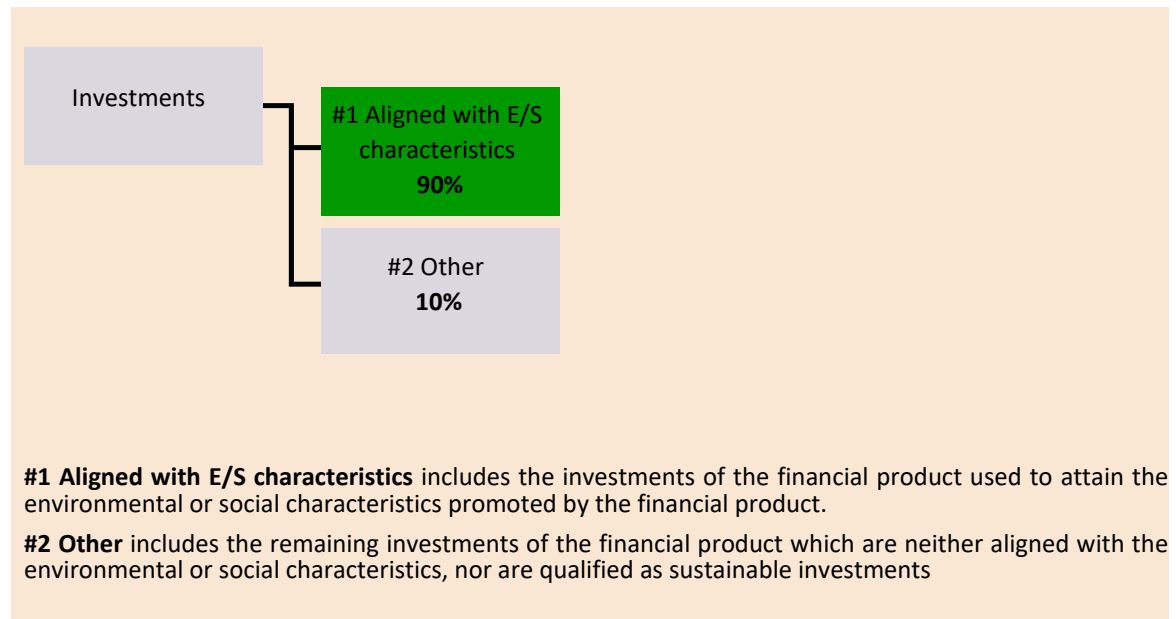 Investments
#1 Aligned with E/S
characteristics
90%
#2 Other
10%
#1 Aligned with E/S characteristics includes the investments of the financial product used to attain the
environmental or social characteristics promoted by the financial product.
#2 Other includes the remaining investments of the financial product which are neither aligned with the
environmental or social characteristics, nor are qualified as sustainable investments